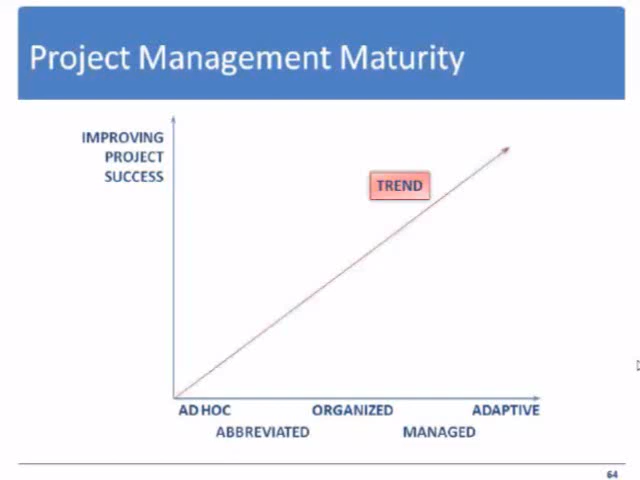 Project Management Maturity
IMPROVING
PROJECT
SUCCESS
TREND
AD HOC
ORGANIZED
ADAPTIVE
ABBREVIATED
MANAGED
64